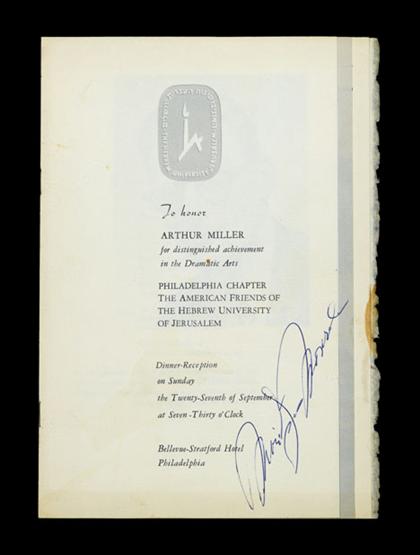 To honor
ARTHUR MILLER
for distinguished achievement
in the Dramatic Arts
PHILADELPHIA CHAPTER
THE AMERICAN FRIENDS OF
THE HEBREW UNIVERSITY
OF JERUSALEM
Dinner-Reception
on Sunday
the Twenty-Seventh of September
at Seven-Thirty o'Clock
Bellevue-Stratford Hotel
Philadelphia
Marilyn Monroe